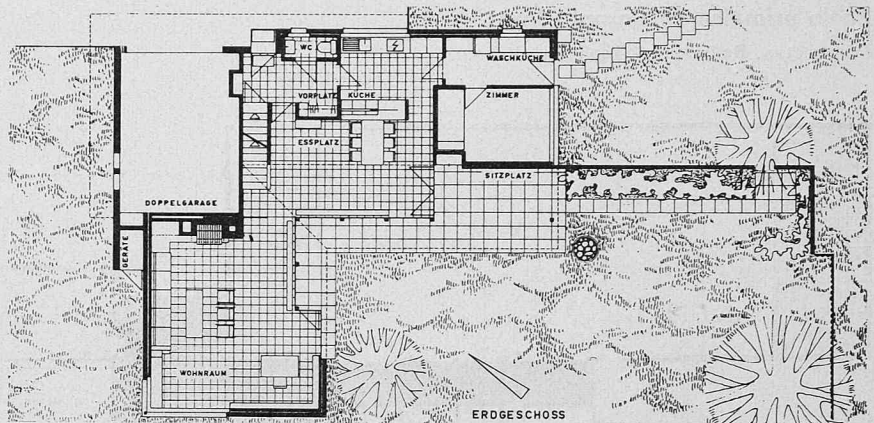 WC
WASCHKÜCHE
VORPLATZ
KÜCHE
ZIMMER
ESSPLATZ
SITZPLATZ
DOPPELGARAGE
GERÄTE
WOHNRAUM
ERDGESCHOSS